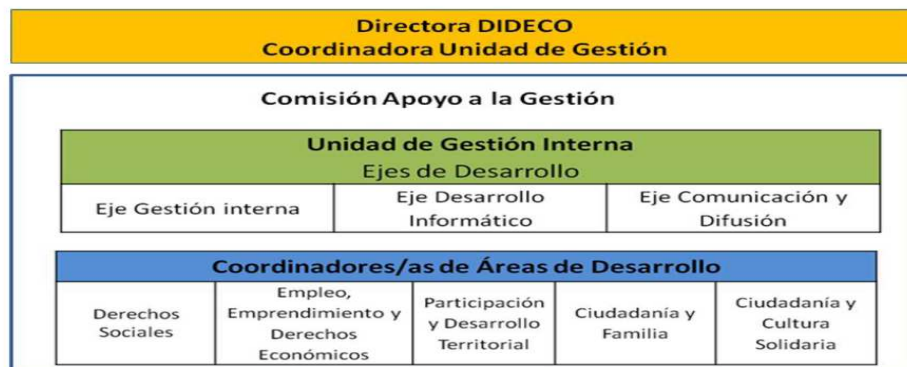 Directora DIDECO
Coordinadora Unidad de Gestión
Comisión Apoyo a la Gestión
Unidad de Gestión Interna
Ejes de Desarrollo
Eje Gestión interna
Eje Desarrollo
Informático
Eje Comunicación y
Difusión
Coordinadores/as de Áreas de Desarrollo
Derechos
Sociales
Empleo,
Emprendimiento y
Derechos
Económicos
Participación
y Desarrollo
Territorial
Ciudadanía y
Familia
Ciudadanía y
Cultura
Solidaria